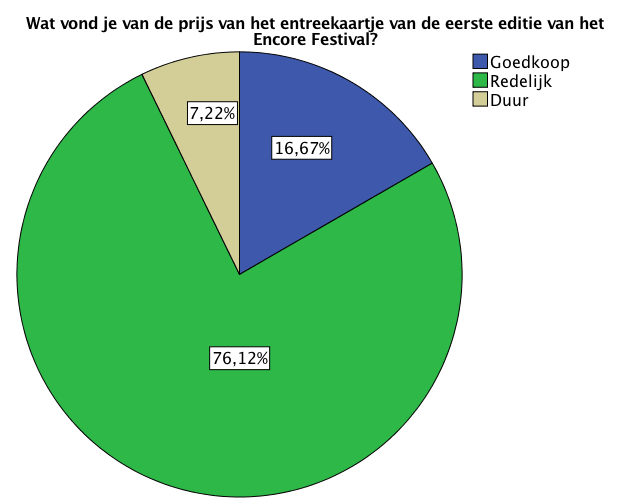 Wat vond je van de prijs van het entreekaartje van de eerste editie van het
Encore Festival?
Goedkoop
Redelijk
Duur
7,22%
16,67%
76,12%